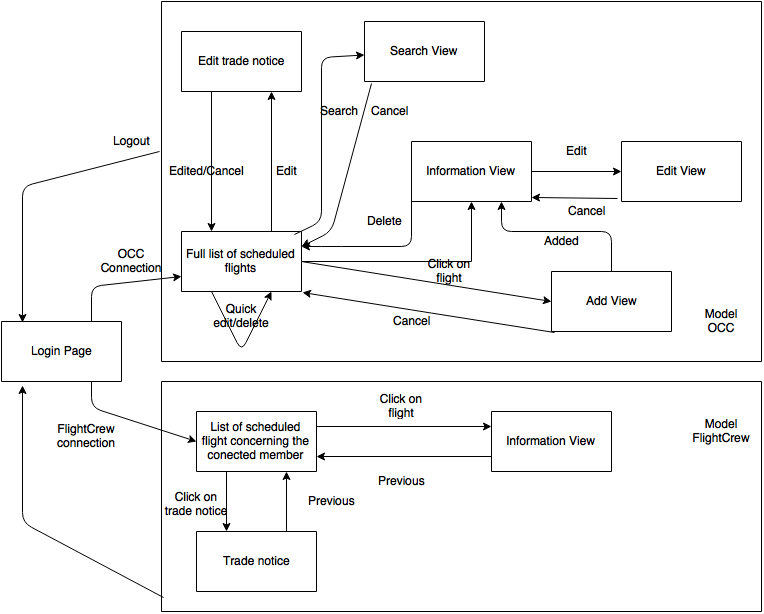 Edit trade notice
Search View
Search
Cancel
Logout
Edited/Cancel
Edit
Information View
Edit
Edit View
Cancel
Delete
OCC
Connection
Full list of scheduled
flights
Added
Click on
flight
Add View
Quick
edit/delete
Cancel
Model
OCC
Login Page
FlightCrew
connection
List of scheduled
flight concerning the
conected member
Click on
flight
Information View
Model
FlightCrew
Previous
Click on
trade notice
Previous
Trade notice